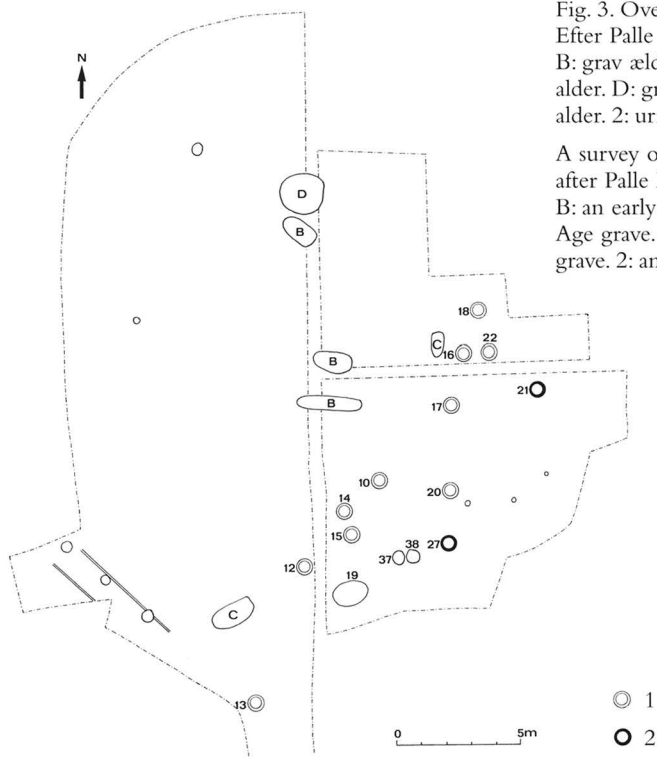 Fig. 3. Ove
Efter Palle
B: grav æld
alder. D: gr
alder. 2: ur
A survey o
after Palle
B: an early
Age grave.
grave. 2: an
N
D
B
18
C
16
22
B
21
B
17
10
20
14
15
38
27
37
12
19
C
13
1
0
5m
2